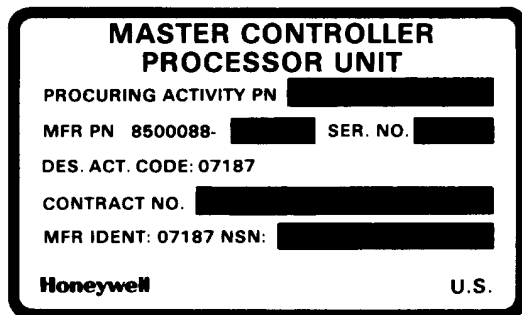 MASTER CONTROLLER
PROCESSOR UNIT
PROCURING ACTIVITY PN
MFR PN 8500088- SER. NO.
DES. ACT. CODE: 07187
CONTRACT NO.
MFR IDENT: 07187 NSN:
Honeywell U.S.